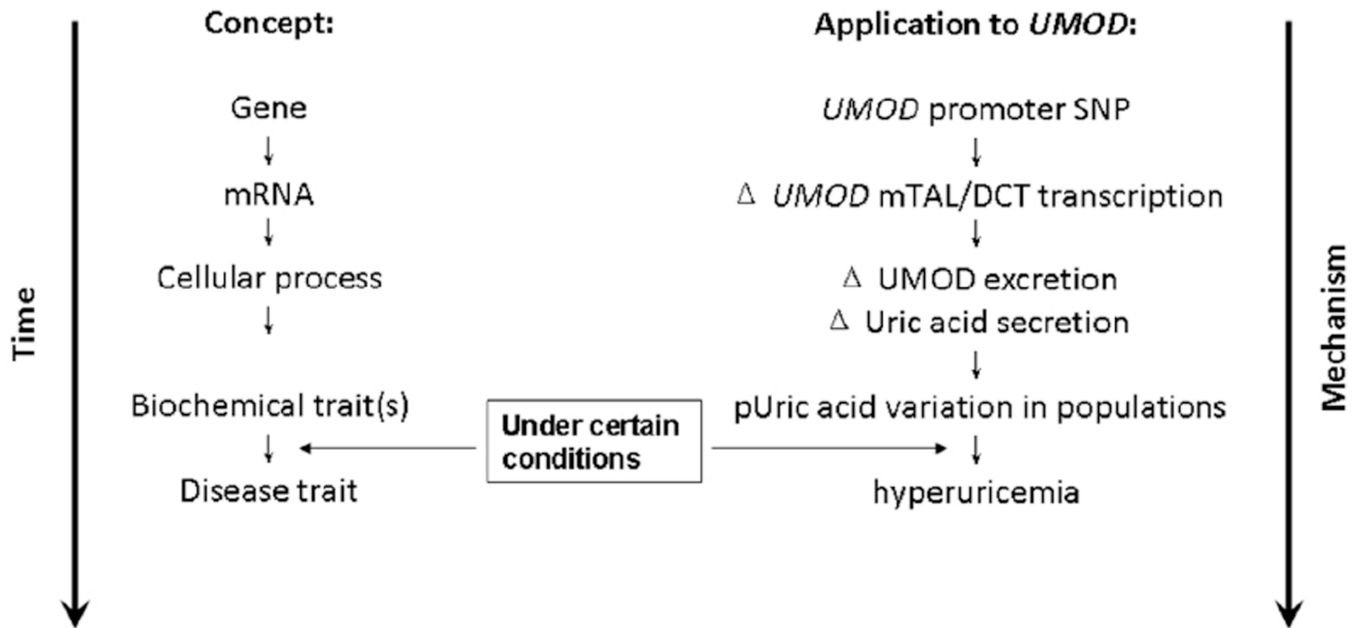 Concept:
Application to UMOD:
Gene
UMOD promoter SNP
mRNA
Δ UMOD mTAL/DCT transcription
Cellular process
Δ UMOD excretion
Δ Uric acid secretion
Biochemical trait(s)
pUric acid variation in populations
Under certain
conditions
Disease trait
hyperuricemia
Time
Mechanism